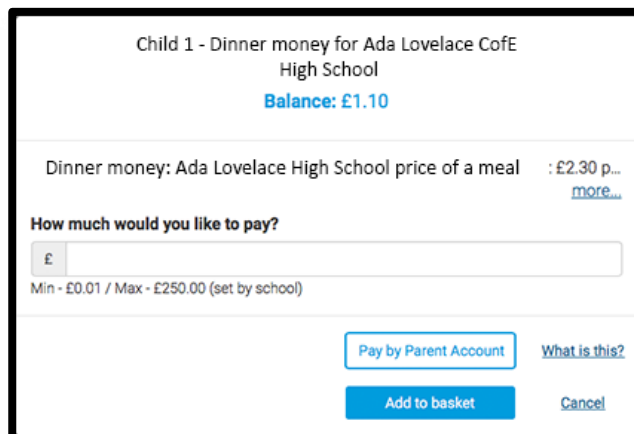 Child 1 - Dinner money for Ada Lovelace CofE
High School
Balance: £1.10
Dinner money: Ada Lovelace High School price of a meal : £2.30 p...
more...
How much would you like to pay?
£
Min - £0.01 / Max - £250.00 (set by school)
Pay by Parent Account What is this?
Add to basket Cancel